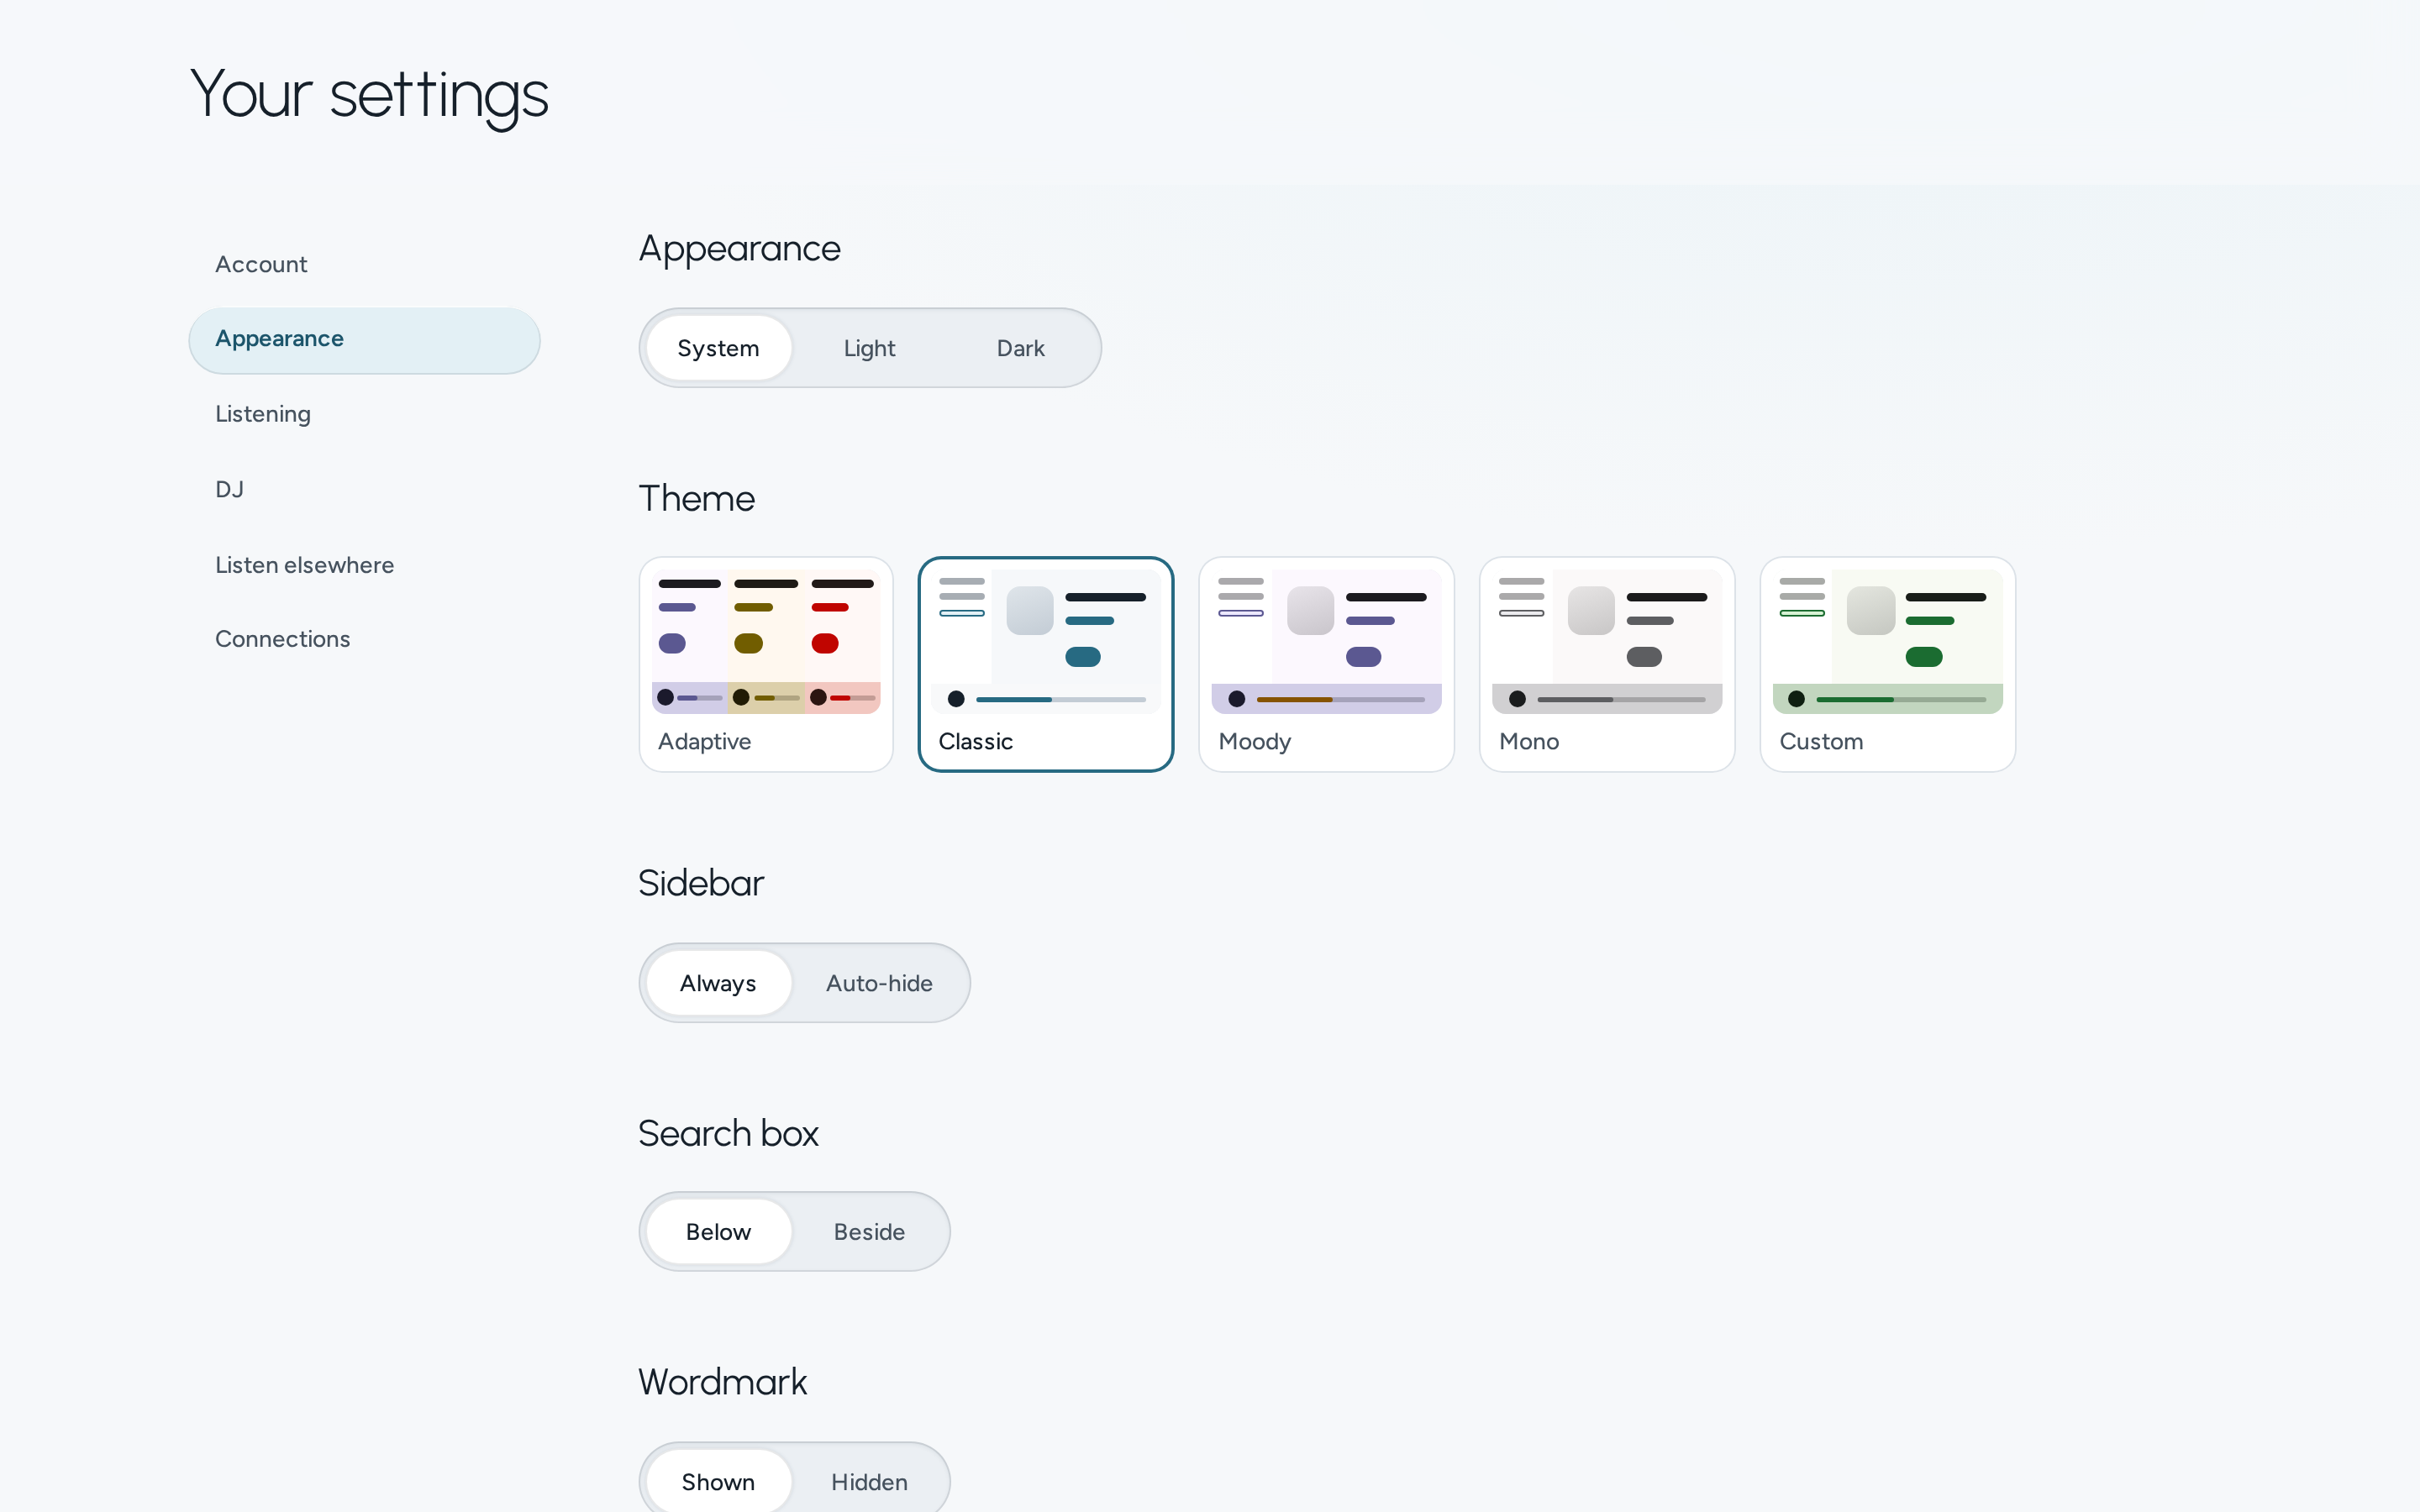 Your settings
Account
Appearance
Listening
DJ
Listen elsewhere
Connections
Appearance
System Light Dark
Theme
Adaptive Classic Moody Mono Custom
Sidebar
Always Auto-hide
Search box
Below Beside
Wordmark
Shown Hidden